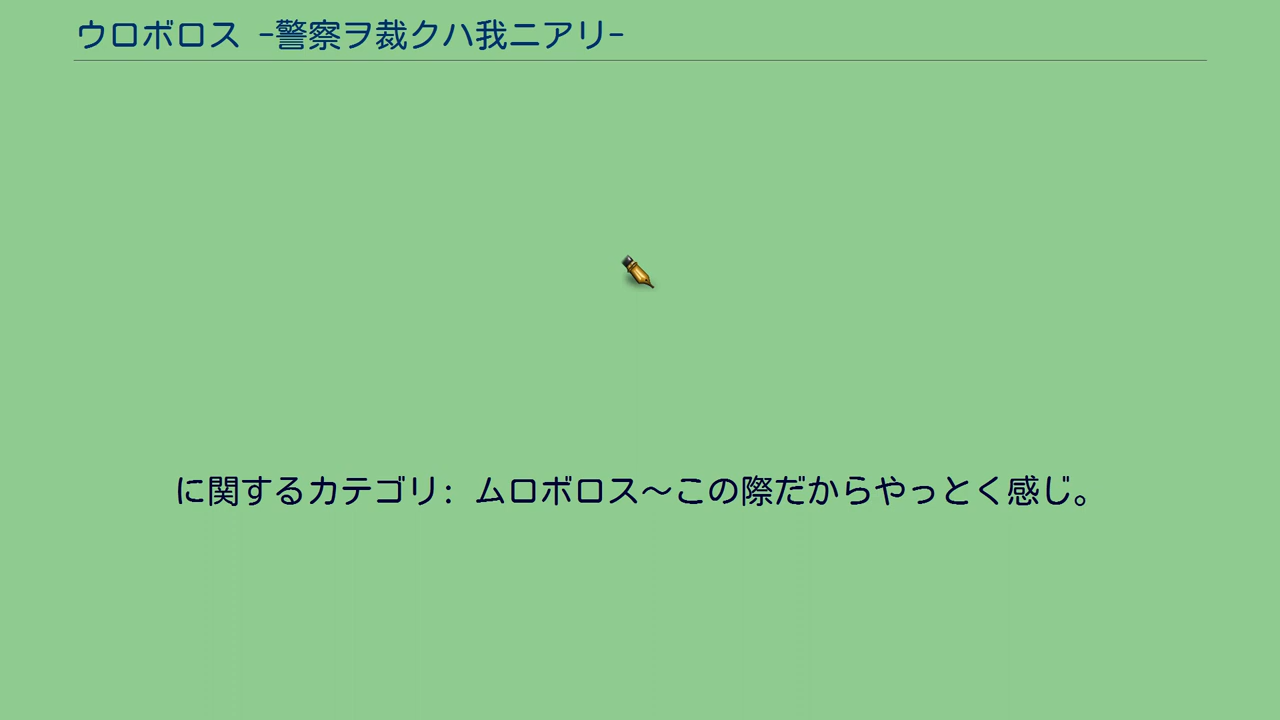 ウロボロス -警察ヲ裁クハ我ニアリ-
に関するカテゴリ: ムロボロス〜この際だからやっとく感じ。